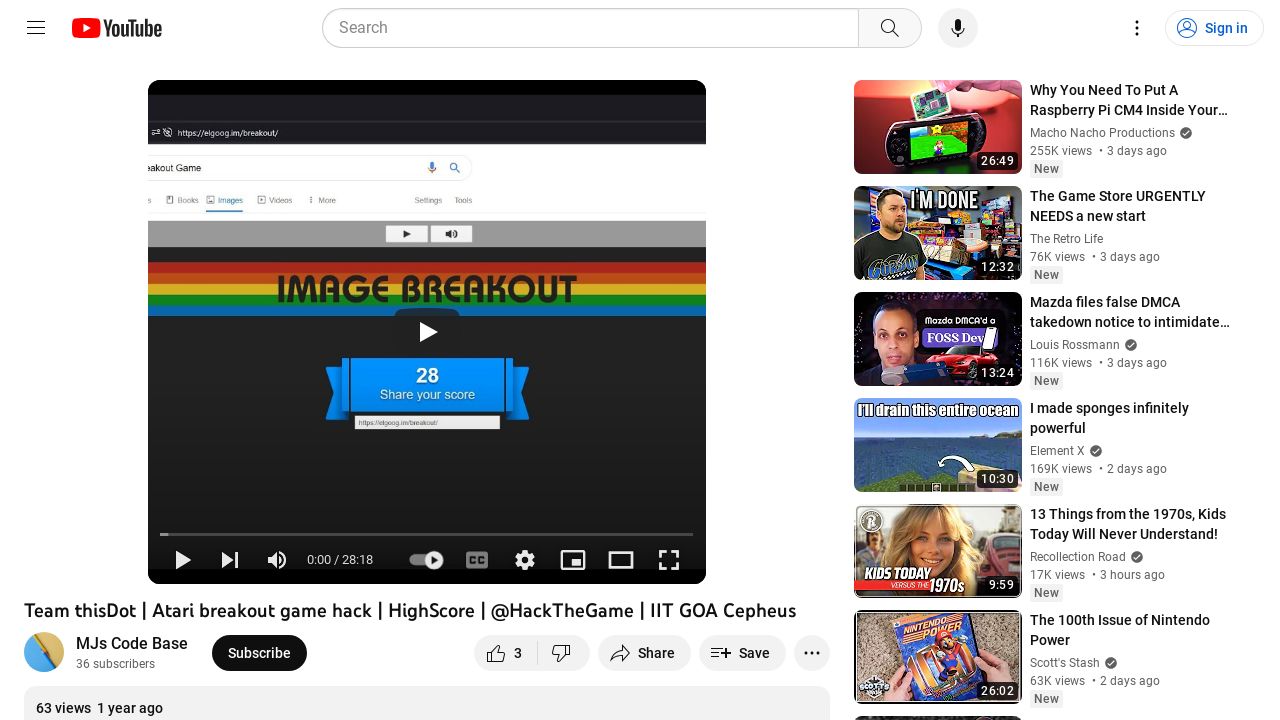 YouTube
Search
Sign in
https://elgoog.im/breakout/
eakout Game
Books
Images
Videos
More
Settings
Tools
IMAGE BREAKOUT
28
Share your score
https://elgoog.im/breakout/
0:00 / 28:18
CC
Team thisDot | Atari breakout game hack | HighScore | @HackTheGame | IIT GOA Cepheus
MJs Code Base
36 subscribers
Subscribe
3
Share
Save
63 views 1 year ago
26:49
Why You Need To Put A
Raspberry Pi CM4 Inside Your…
Macho Nacho Productions
255K views • 3 days ago
New
I'M DONE
12:32
The Game Store URGENTLY
NEEDS a new start
The Retro Life
76K views • 3 days ago
New
Mazda DMCA'd a
FOSS Dev
13:24
Mazda files false DMCA
takedown notice to intimidate…
Louis Rossmann
116K views • 3 days ago
New
I'll drain this entire ocean
10:30
I made sponges infinitely
powerful
Element X
169K views • 2 days ago
New
KIDS TODAY
VERSUS THE 1970s
9:59
13 Things from the 1970s, Kids
Today Will Never Understand!
Recollection Road
17K views • 3 hours ago
New
NINTENDO
POWER
SCOTT'S
STASH
26:02
The 100th Issue of Nintendo
Power
Scott's Stash
63K views • 2 days ago
New